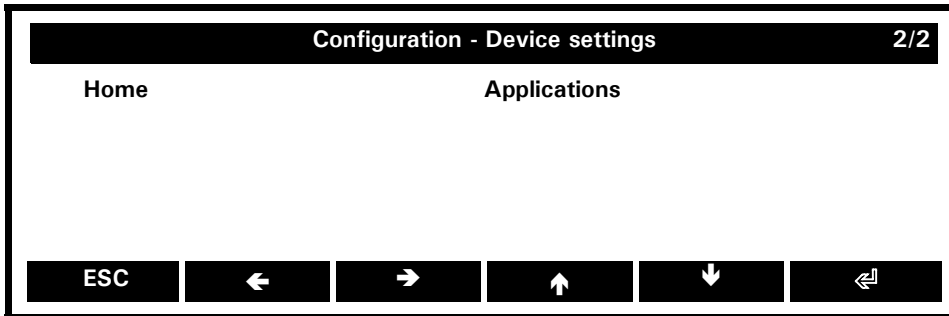 Configuration - Device settings 2/2
Home Applications
ESC ← → ↑ ↓ ↵